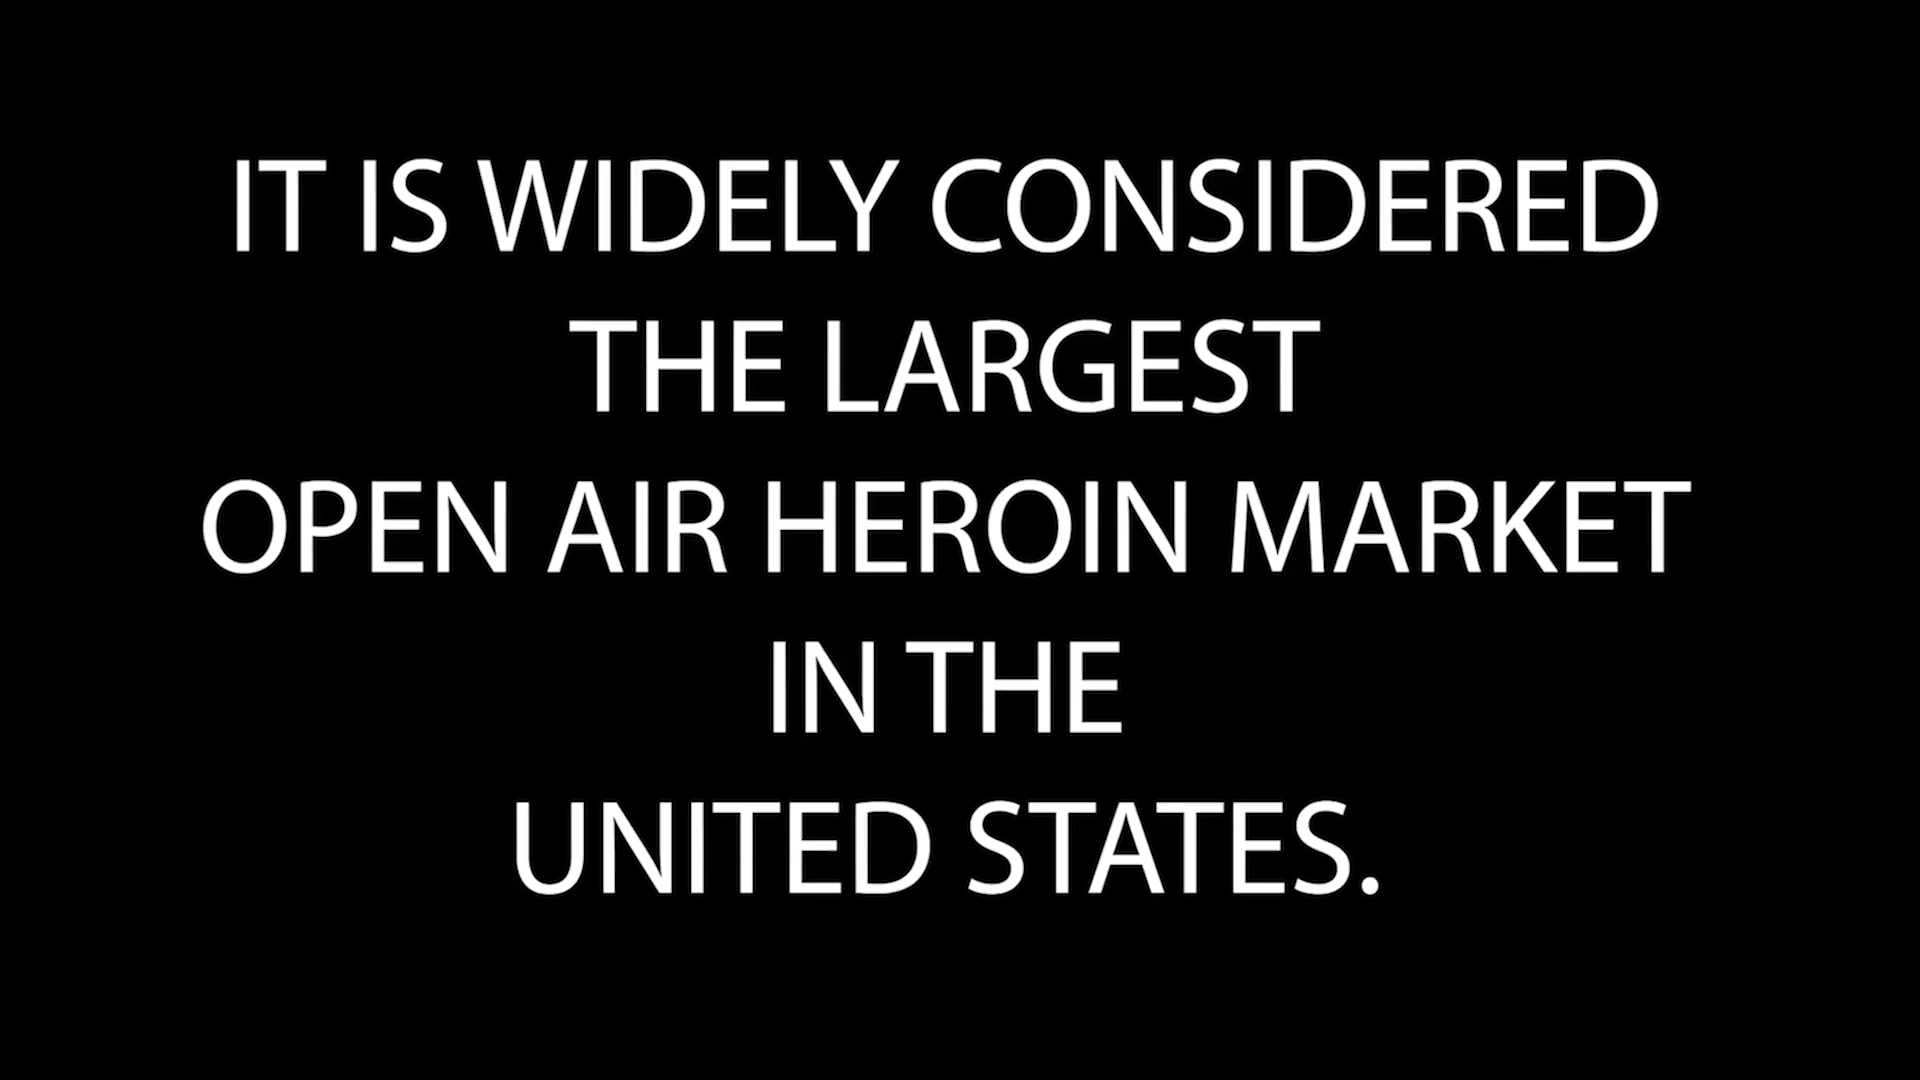 IT IS WIDELY CONSIDERED
THE LARGEST
OPEN AIR HEROIN MARKET
IN THE
UNITED STATES.